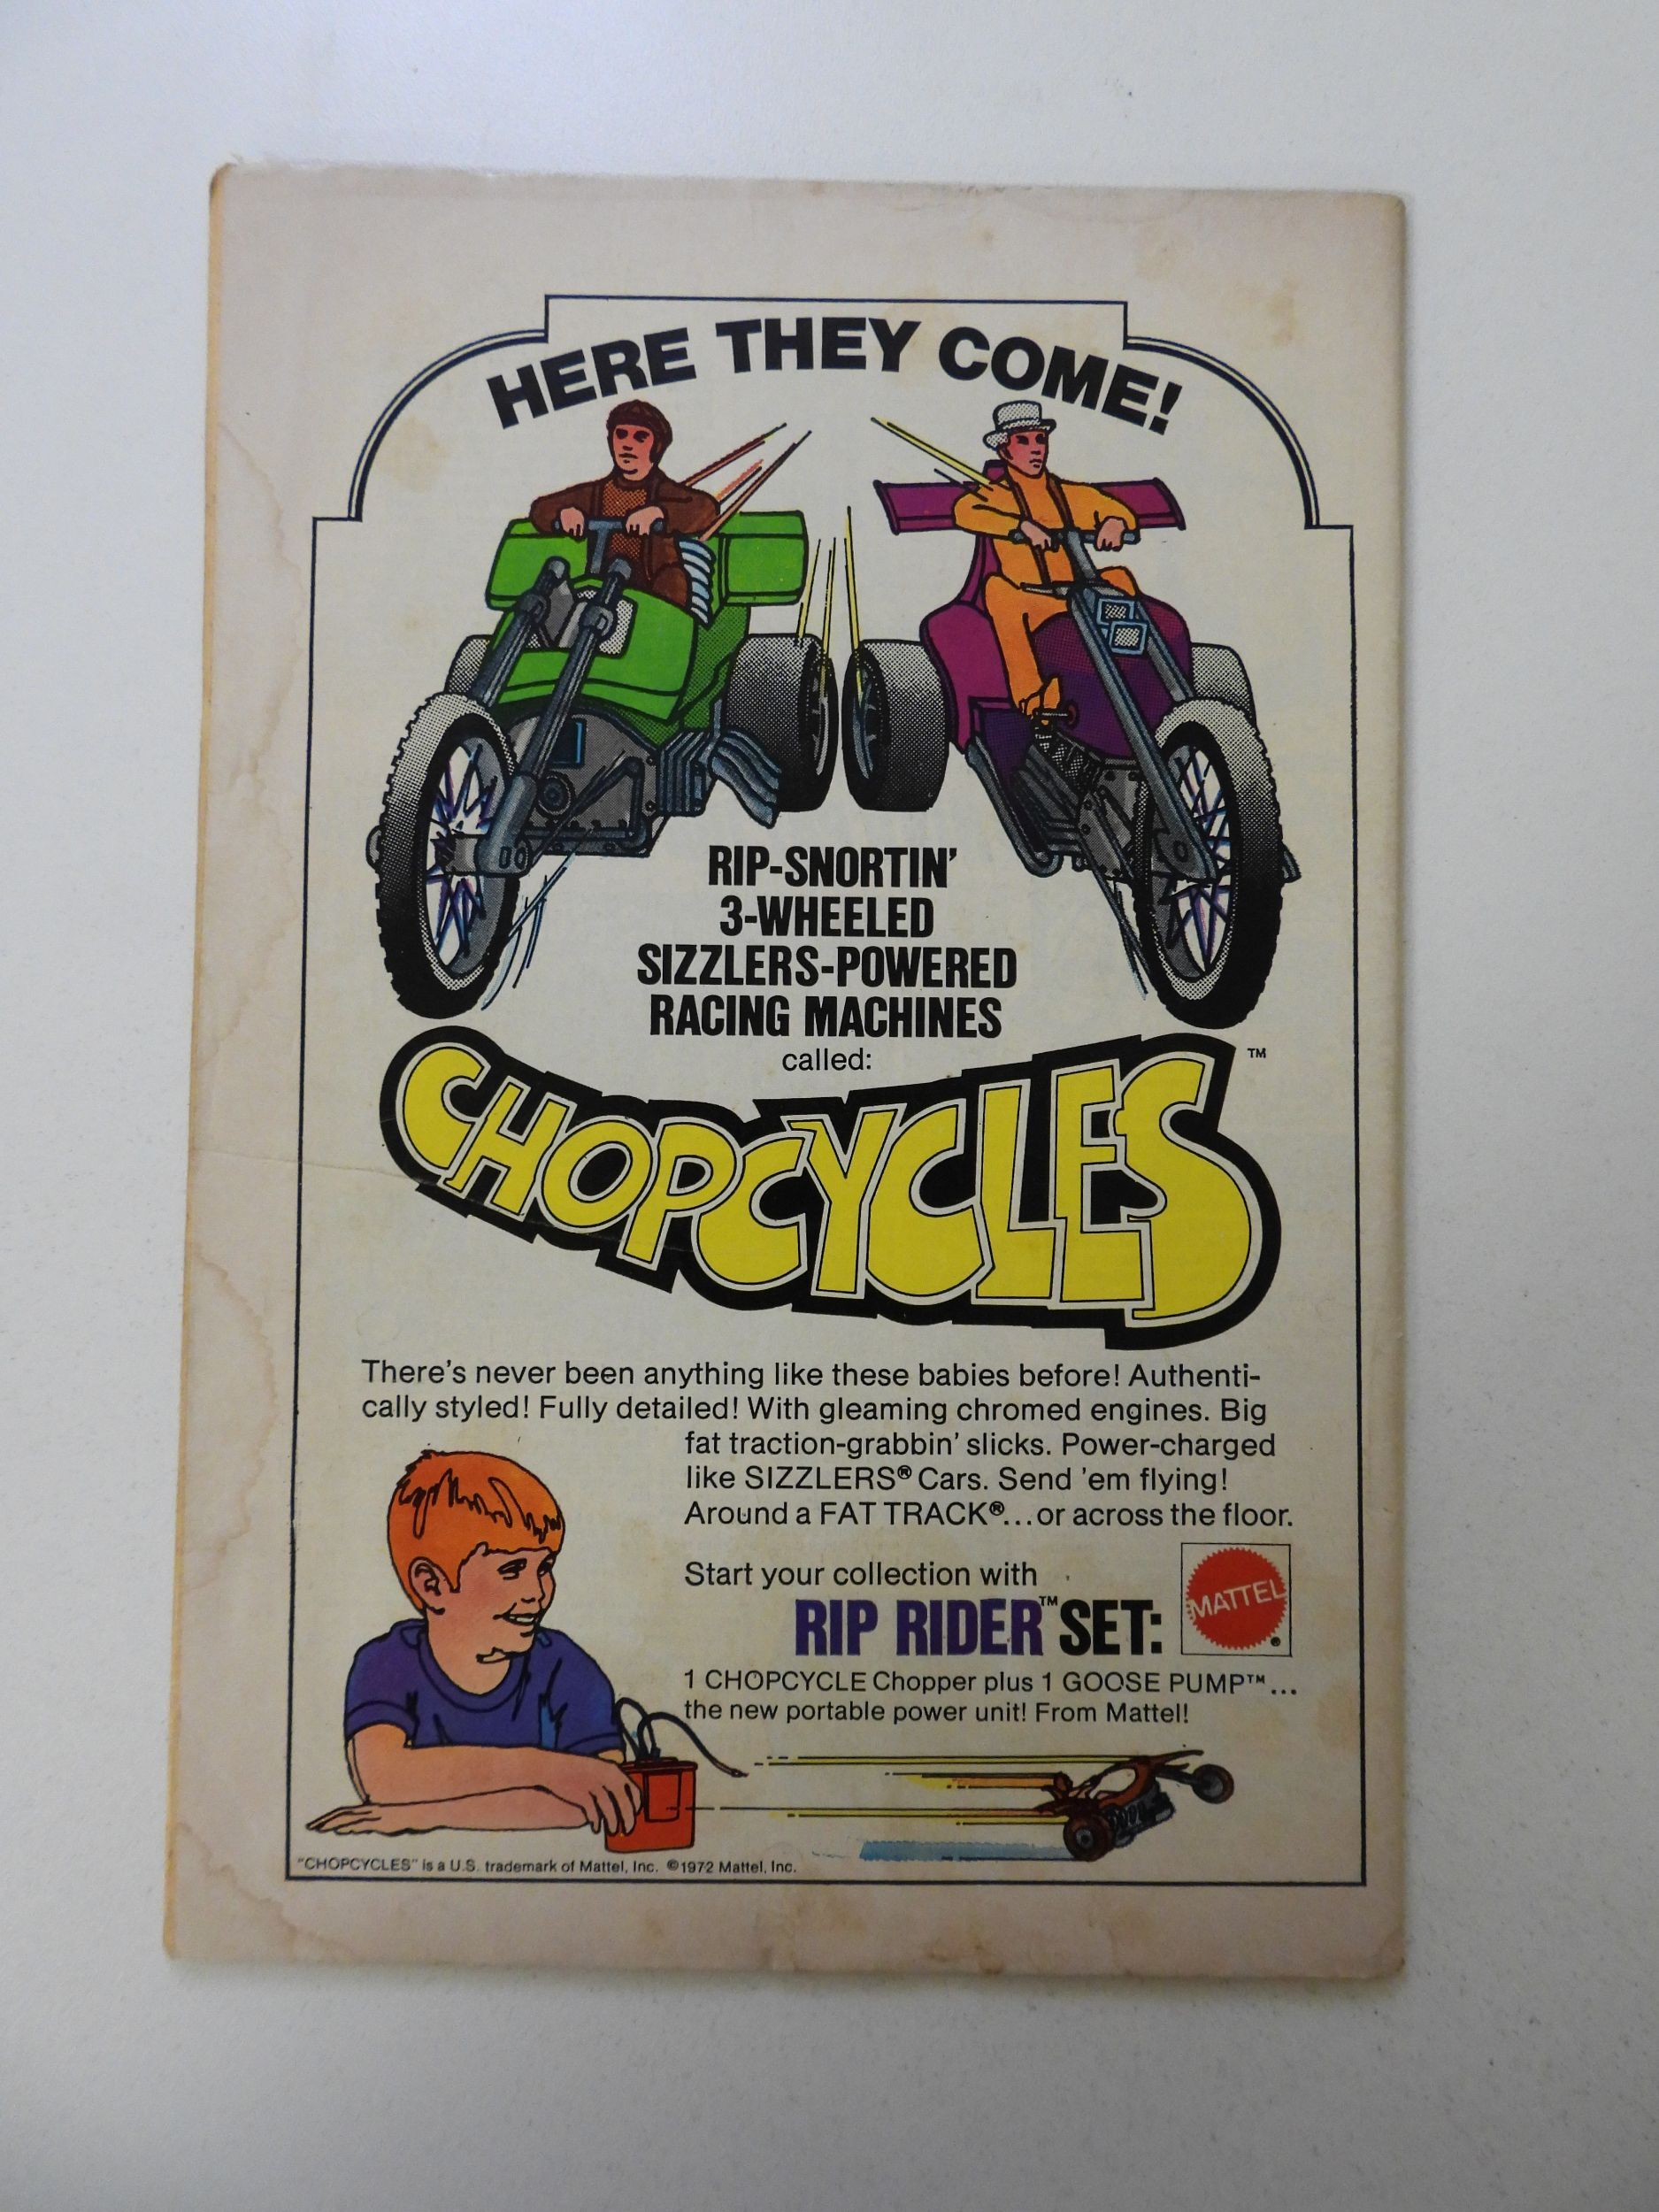 HERE THEY COME!
RIP-SNORTIN'
3-WHEELED
SIZZLERS-POWERED
RACING MACHINES
called:
CHOPCYCLES™
There's never been anything like these babies before! Authenti-
cally styled! Fully detailed! With gleaming chromed engines. Big
fat traction-grabbin' slicks. Power-charged
like SIZZLERS® Cars. Send 'em flying!
Around a FAT TRACK®...or across the floor.
Start your collection with
RIP RIDER™ SET:
MATTEL®
1 CHOPCYCLE Chopper plus 1 GOOSE PUMP™...
the new portable power unit! From Mattel!
"CHOPCYCLES" is a U.S. trademark of Mattel, Inc. ©1972 Mattel, Inc.